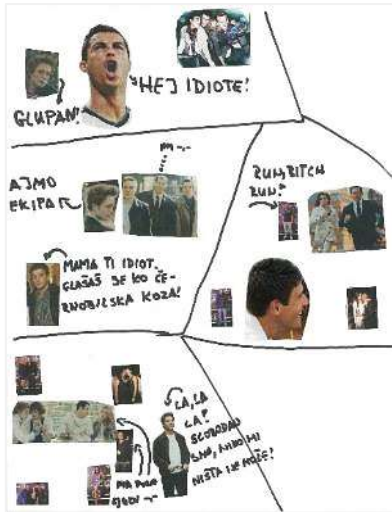 HEJ IDIOTE!
GLUPAN!
M...
AJMO
EKIPA
RUN, BITCH
RUN!
MAMA TI IDIOT.
GLASAŠ SE KO ČE-
RNOBILSKA KOZA!
LA, LA
LA!
SLOBODAN
SAM, NIKO MI
NIŠTA NE MOŽE!